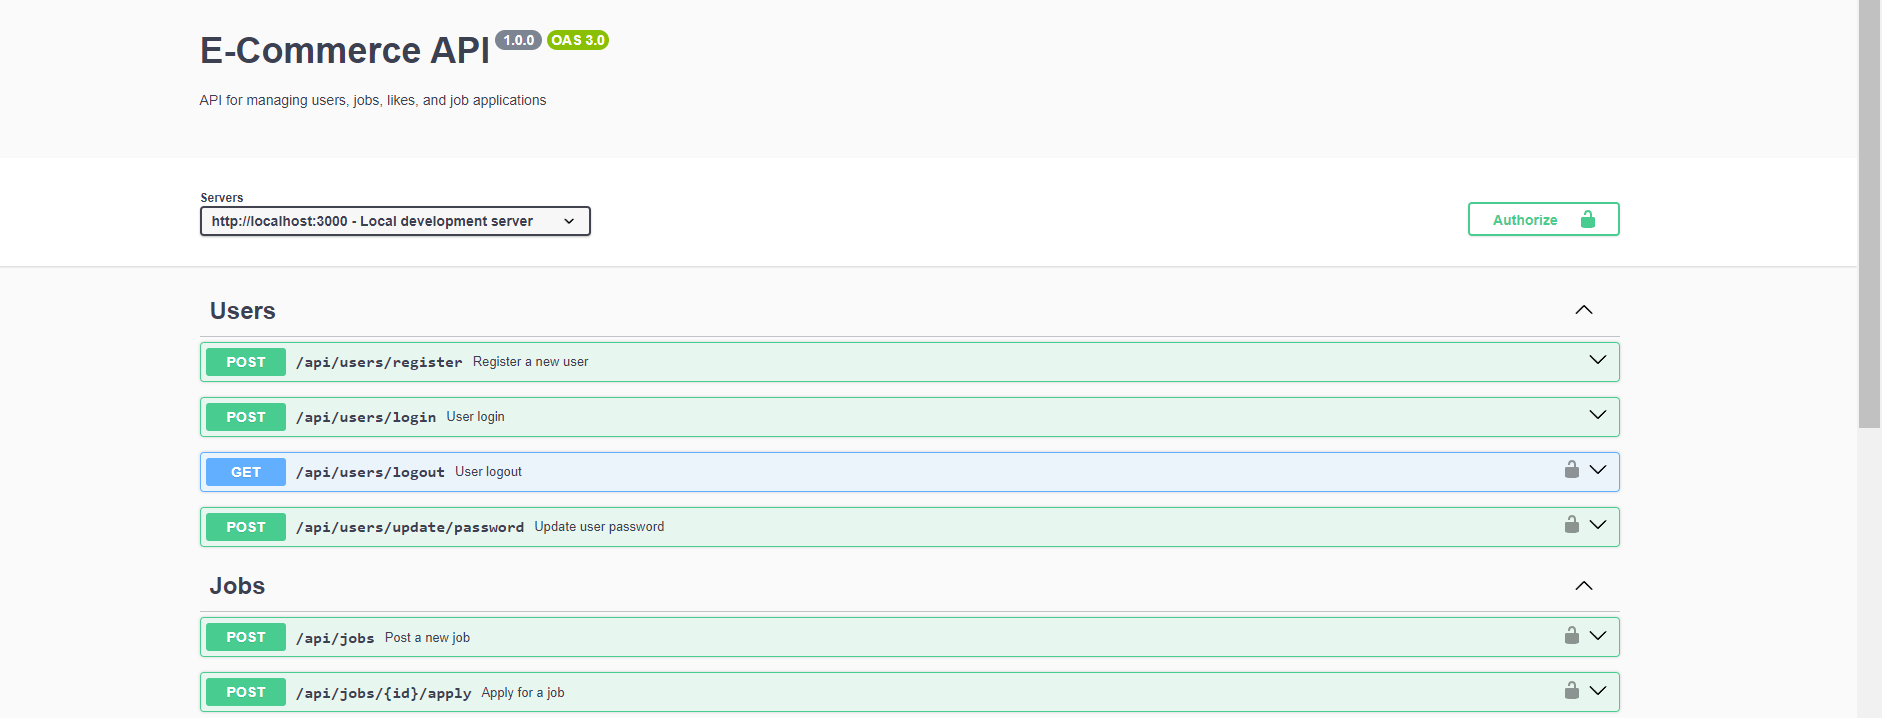 E-Commerce API 1.0.0 OAS 3.0
API for managing users, jobs, likes, and job applications
Servers
http://localhost:3000 - Local development server
Authorize
Users
POST /api/users/register Register a new user
POST /api/users/login User login
GET /api/users/logout User logout
POST /api/users/update/password Update user password
Jobs
POST /api/jobs Post a new job
POST /api/jobs/{id}/apply Apply for a job